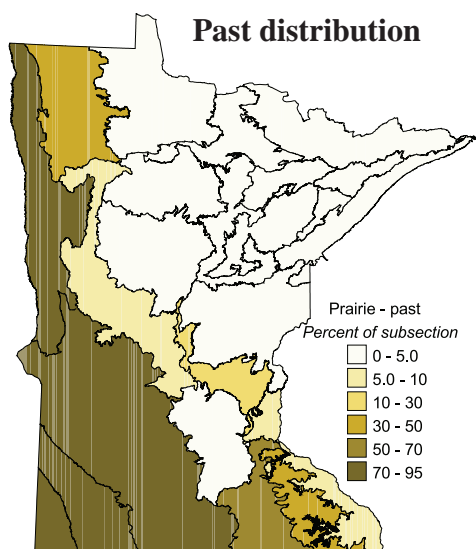 Past distribution
Prairie - past
Percent of subsection
0 - 5.0
5.0 - 10
10 - 30
30 - 50
50 - 70
70 - 95